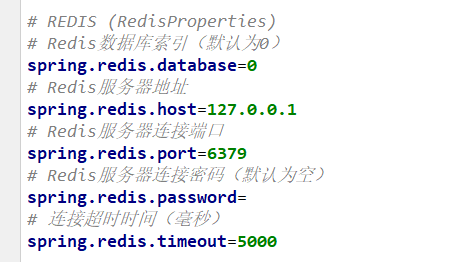 # REDIS (RedisProperties)
# Redis数据库索引（默认为0）
spring.redis.database=0
# Redis服务器地址
spring.redis.host=127.0.0.1
# Redis服务器连接端口
spring.redis.port=6379
# Redis服务器连接密码（默认为空）
spring.redis.password=
# 连接超时时间（毫秒）
spring.redis.timeout=5000